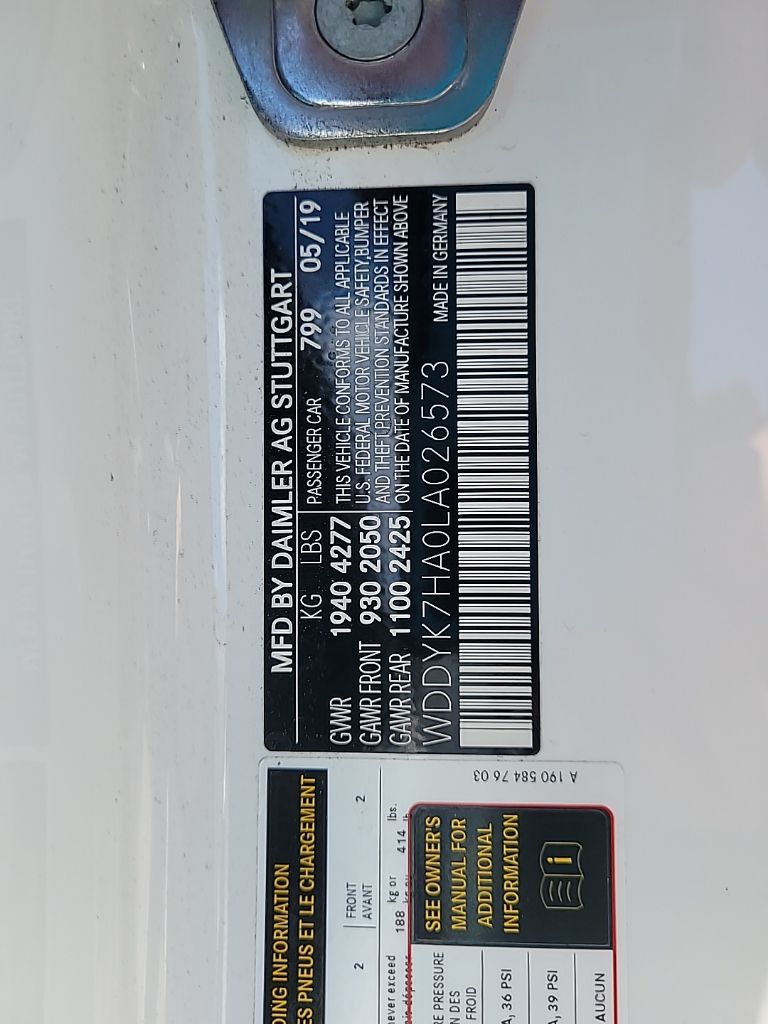 MFD BY DAIMLER AG STUTTGART
KG LBS
GVWR 1940 4277
GAWR FRONT 930 2050
GAWR REAR 1100 2425
PASSENGER CAR 799 05/19
THIS VEHICLE CONFORMS TO ALL APPLICABLE
U.S. FEDERAL MOTOR VEHICLE SAFETY,BUMPER
AND THEFT PREVENTION STANDARDS IN EFFECT
ON THE DATE OF MANUFACTURE SHOWN ABOVE
WDDYK7HA0LA026573 MADE IN GERMANY
DING INFORMATION
ES PNEUS ET LE CHARGEMENT
2 FRONT 2
AVANT
never exceed 188 kg or 414 lbs.
A 190 584 76 03
RE PRESSURE
N DES
FROID
A, 36 PSI
A, 39 PSI
AUCUN
SEE OWNER'S
MANUAL FOR
ADDITIONAL
INFORMATION
i